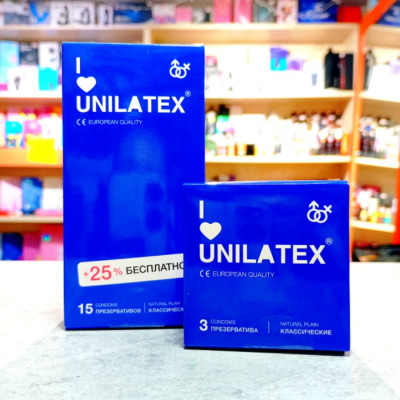 I
UNILATEX®
CE EUROPEAN QUALITY
+25% БЕСПЛАТНО
15 CONDOMS
ПРЕЗЕРВАТИВОВ
NATURAL PLAIN
КЛАССИЧЕСКИЕ
I
UNILATEX®
CE EUROPEAN QUALITY
3 CONDOMS
ПРЕЗЕРВАТИВА
NATURAL PLAIN
КЛАССИЧЕСКИЕ